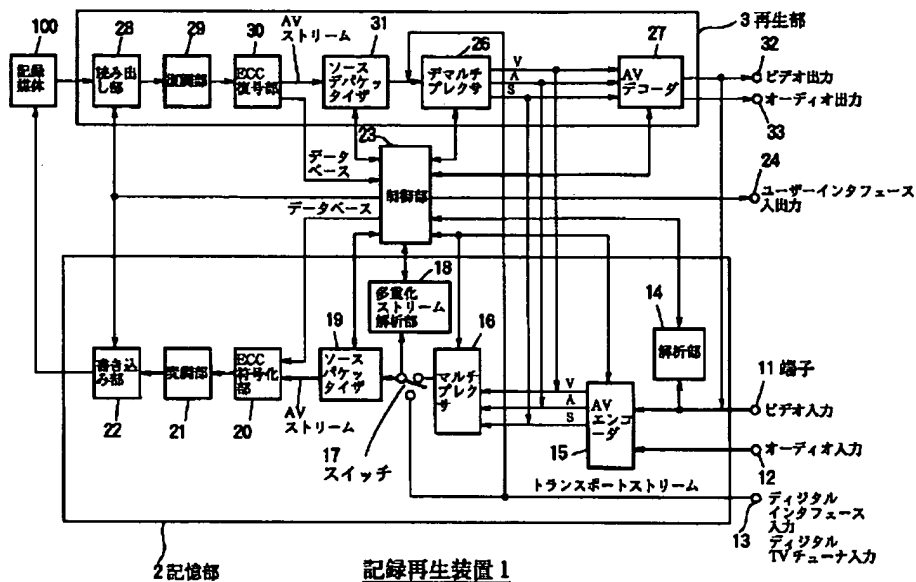 3 再生部
100
記録
媒体
28
読み出
し部
29
復調部
30
ECC
復号部
AV
ストリーム
31
ソース
デパケッ
タイザ
26
デマルチ
プレクサ
V
A
S
27
AV
デコーダ
32
ビデオ出力
オーディオ出力
33
23
制御部
データ
ベース
データベース
24
ユーザーインタフェース
入出力
18
多重化
ストリーム
解析部
14
解析部
22
書き込
み部
21
変調部
20
ECC
符号化
部
AV
ストリーム
19
ソース
パケッ
タイザ
17
スイッチ
16
マルチ
プレク
サ
V
A
S
15
AV
エンコ
ーダ
11 端子
ビデオ入力
オーディオ入力
12
トランスポートストリーム
13
ディジタル
インタフェース
入力
ディジタル
TVチューナ入力
2 記憶部
記録再生装置1